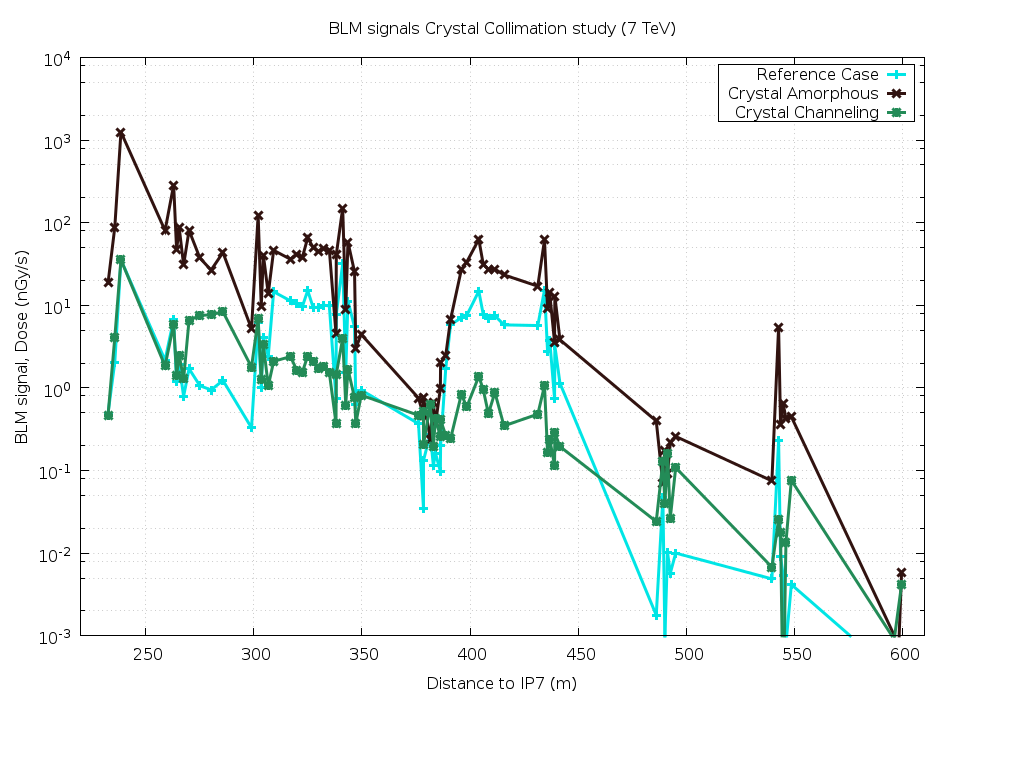 BLM signals Crystal Collimation study (7 TeV)
Reference Case
Crystal Amorphous
Crystal Channeling
BLM signal, Dose (nGy/s)
10^4
10^3
10^2
10^1
10^0
10^-1
10^-2
10^-3
250 300 350 400 450 500 550 600
Distance to IP7 (m)